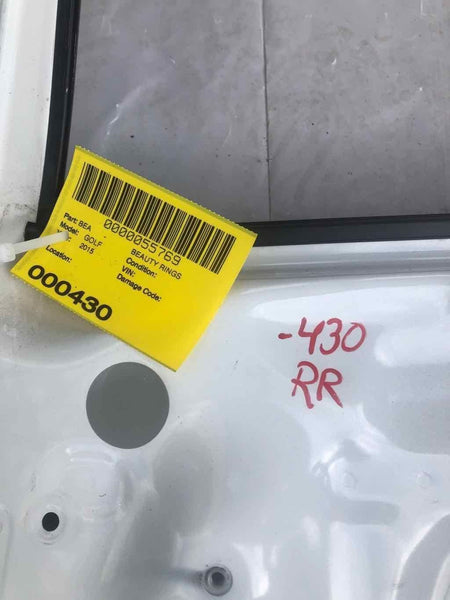 0000055769
Part: BEA
BEAUTY RINGS
Model: GOLF
Condition:
2015
VIN:
Damage Code:
Location:
000430
-430
RR